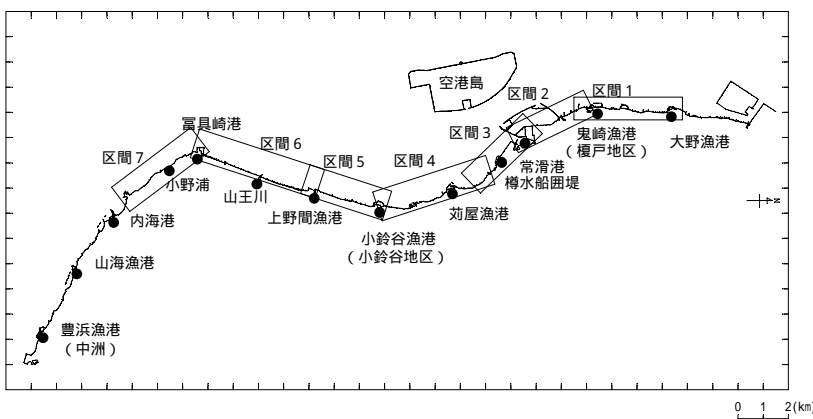 空港島
区間 1
区間 2
冨具崎港
区間 3
区間 6
鬼崎漁港
（榎戸地区）
大野漁港
区間 7
区間 5
区間 4
常滑港
樽水船囲堤
小野浦
山王川
上野間漁港
苅屋漁港
内海港
小鈴谷漁港
（小鈴谷地区）
山海漁港
豊浜漁港
（中洲）
N
0 1 2(km)